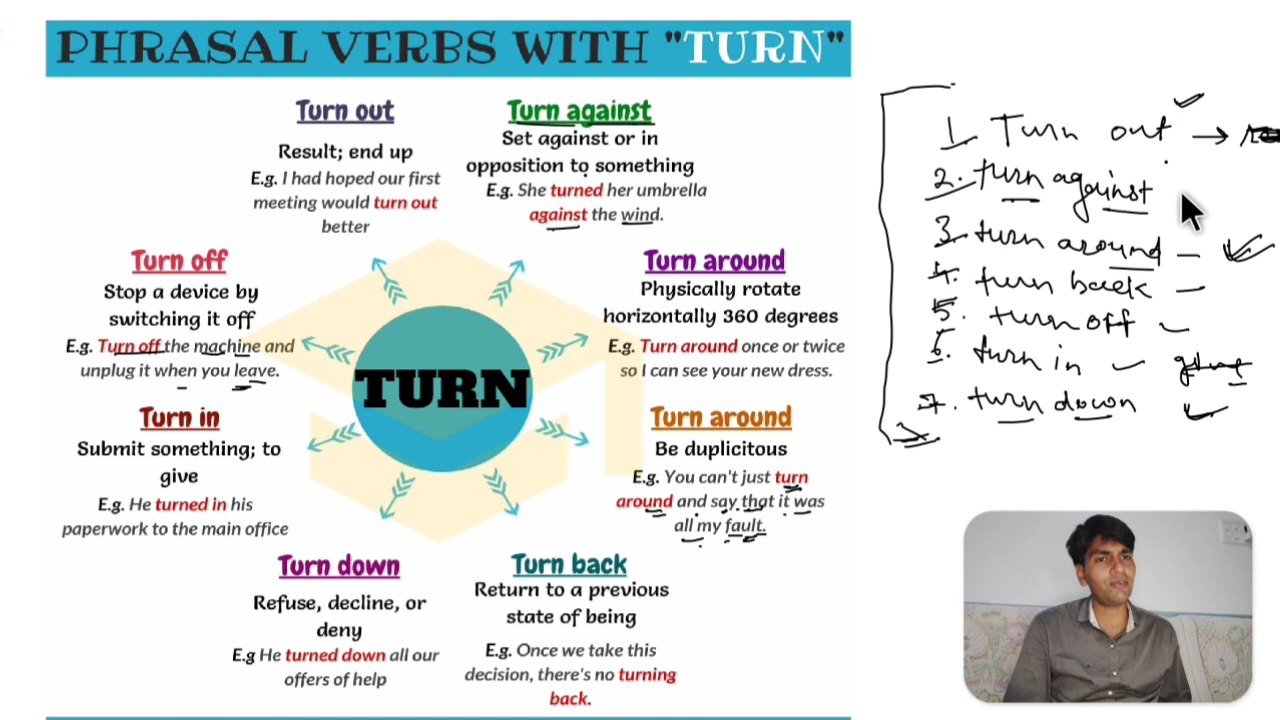 PHRASAL VERBS WITH "TURN"
Turn out
Result; end up
E.g. I had hoped our first
meeting would turn out
better
Turn against
Set against or in
opposition to something
E.g. She turned her umbrella
against the wind.
Turn off
Stop a device by
switching it off
E.g. Turn off the machine and
unplug it when you leave.
Turn around
Physically rotate
horizontally 360 degrees
E.g. Turn around once or twice
so I can see your new dress.
TURN
Turn in
Submit something; to
give
E.g. He turned in his
paperwork to the main office
Turn around
Be duplicitous
E.g. You can't just turn
around and say that it was
all my fault.
Turn down
Refuse, decline, or
deny
E.g He turned down all our
offers of help
Turn back
Return to a previous
state of being
E.g. Once we take this
decision, there's no turning
back.
1. Turn out →
2. turn against
3. turn around –
4. turn back –
5. turn off –
6. turn in –
7. turn down